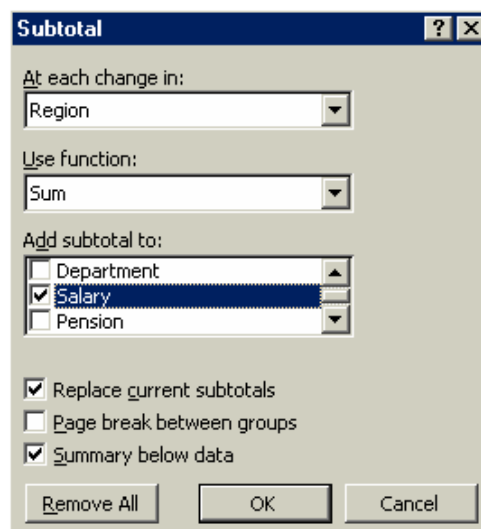 Subtotal
At each change in:
Region
Use function:
Sum
Add subtotal to:
Department
Salary
Pension
Replace current subtotals
Page break between groups
Summary below data
Remove All OK Cancel